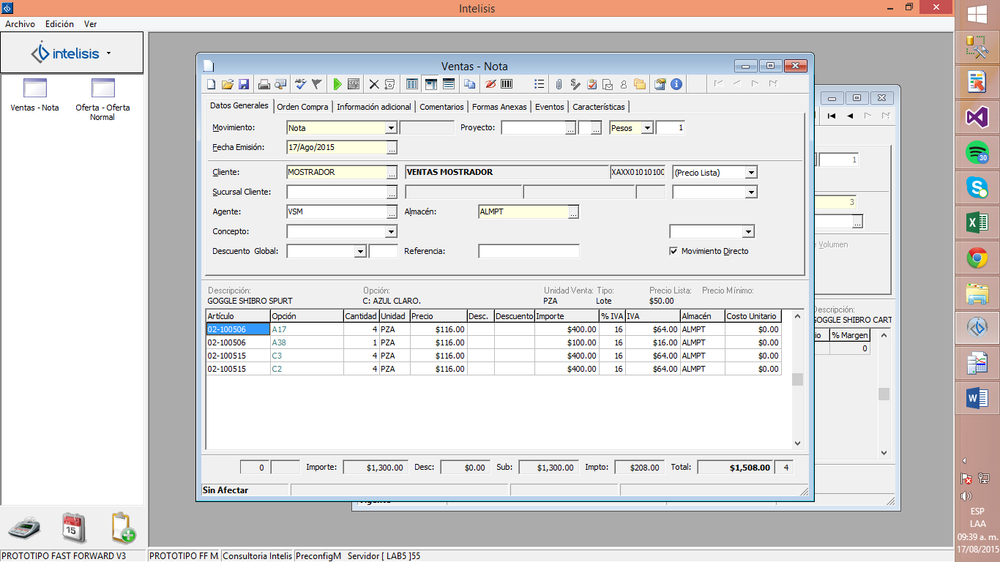 Intelisis
Archivo Edición Ver
intelisis
Ventas - Nota
Oferta - Oferta Normal
Ventas - Nota
Datos Generales Orden Compra Información adicional Comentarios Formas Anexas Eventos Características
Movimiento: Nota Proyecto: Pesos 1
Fecha Emisión: 17/Ago/2015
Cliente: MOSTRADOR VENTAS MOSTRADOR XAXX01010100 (Precio Lista)
Sucursal Cliente:
Agente: VSM Almacén: ALMPT
Concepto:
Descuento Global: Referencia: Movimiento Directo
Descripción: Opción: Unidad Venta: Tipo: Precio Lista: Precio Mínimo:
GOGGLE SHIBRO SPURT C: AZUL CLARO. PZA Lote $50.00
Artículo Opción Cantidad Unidad Precio Desc. Descuento Importe % IVA IVA Almacén Costo Unitario
02-100506 A17 4 PZA $116.00 $400.00 16 $64.00 ALMPT $0.00
02-100506 A38 1 PZA $116.00 $100.00 16 $16.00 ALMPT $0.00
02-100515 C3 4 PZA $116.00 $400.00 16 $64.00 ALMPT $0.00
02-100515 C2 4 PZA $116.00 $400.00 16 $64.00 ALMPT $0.00
0 Importe: $1,300.00 Desc: $0.00 Sub: $1,300.00 Impto: $208.00 Total: $1,508.00 4
Sin Afectar
1
3
Volumen
Descripción:
GOGGLE SHIBRO CART
io % Margen
0
Agente
15
30
ESP
LAA
09:39 a. m.
17/08/2015
PROTOTIPO FAST FORWARD V3 PROTOTIPO FF M. Consultoria Intelis PreconfigM Servidor [ LAB5 ]55